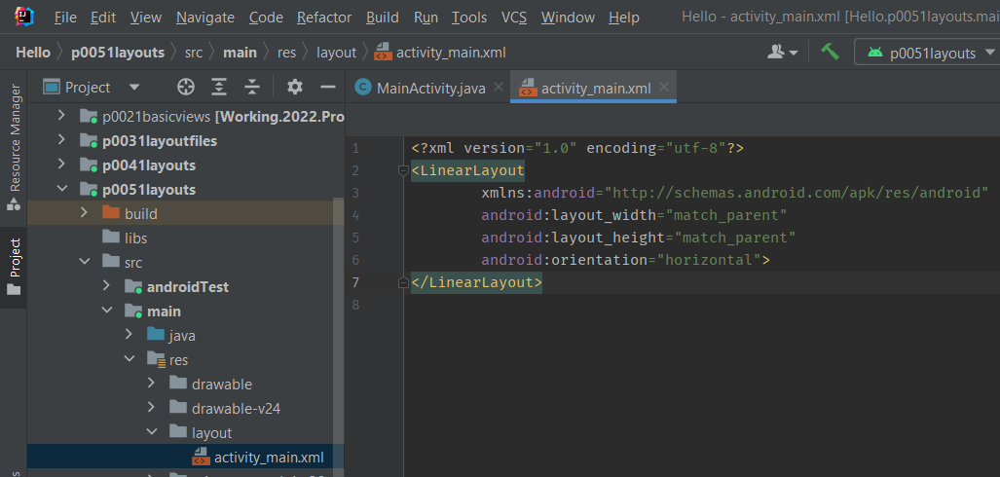 File Edit View Navigate Code Refactor Build Run Tools VCS Window Help Hello - activity_main.xml [Hello.p0051layouts.mai
Hello p0051layouts src main res layout activity_main.xml p0051layouts
Resource Manager
Project
Project
p0021basicviews [Working.2022.Pro
p0031layoutfiles
p0041layouts
p0051layouts
build
libs
src
androidTest
main
java
res
drawable
drawable-v24
layout
activity_main.xml
MainActivity.java activity_main.xml
1 <?xml version="1.0" encoding="utf-8"?>
2 <LinearLayout
3 xmlns:android="http://schemas.android.com/apk/res/android"
4 android:layout_width="match_parent"
5 android:layout_height="match_parent"
6 android:orientation="horizontal">
7 </LinearLayout>
8